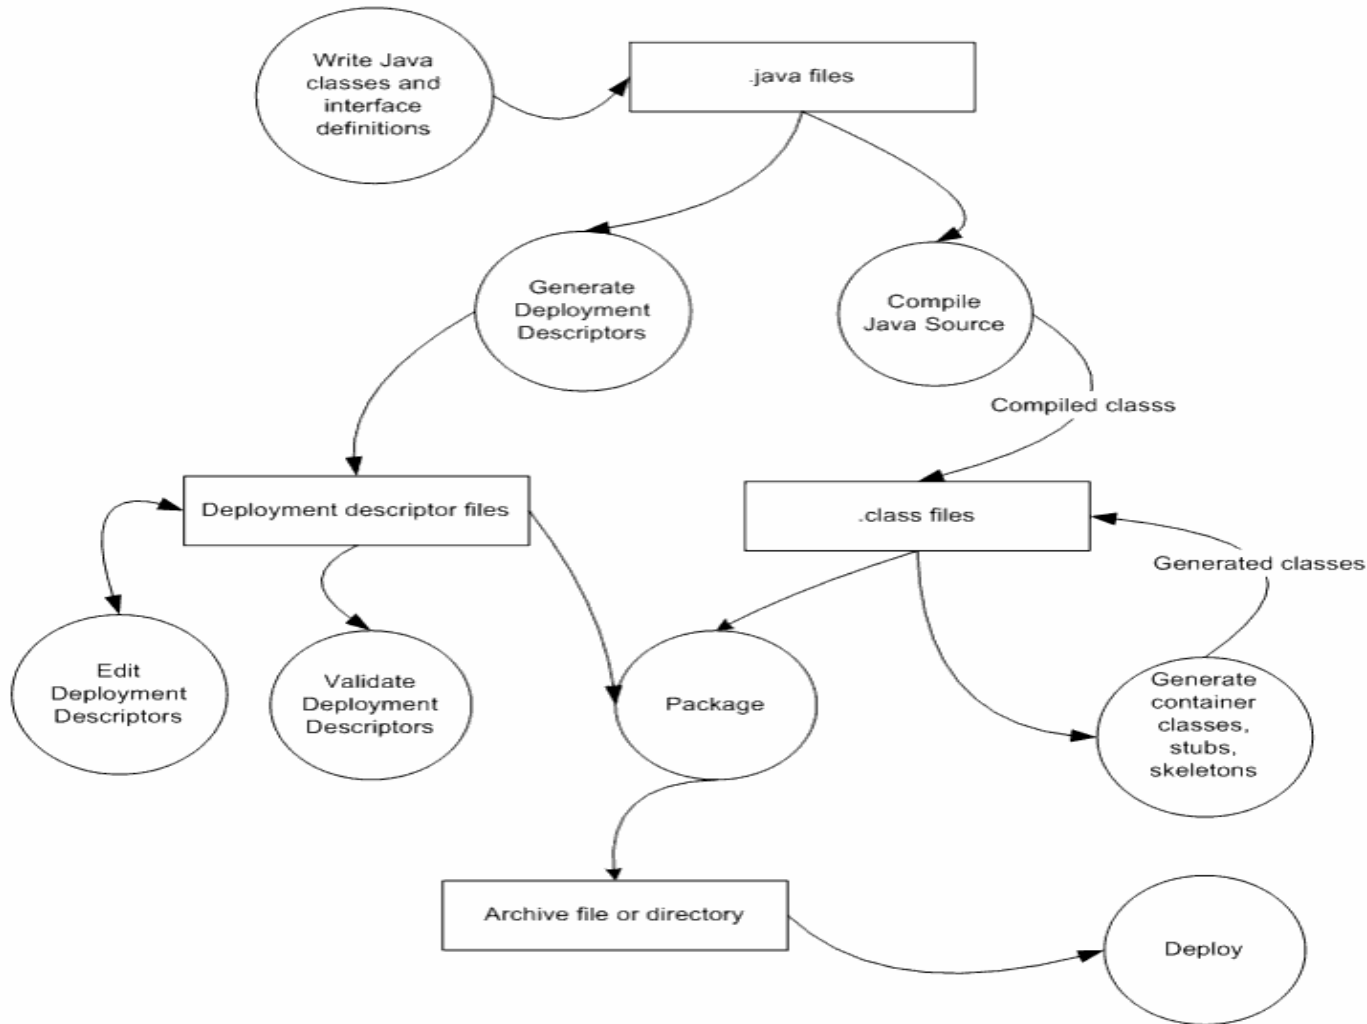 Write Java
classes and
interface
definitions
.java files
Generate
Deployment
Descriptors
Compile
Java Source
Compiled classs
Deployment descriptor files
.class files
Generated classes
Edit
Deployment
Descriptors
Validate
Deployment
Descriptors
Package
Generate
container
classes,
stubs,
skeletons
Archive file or directory
Deploy